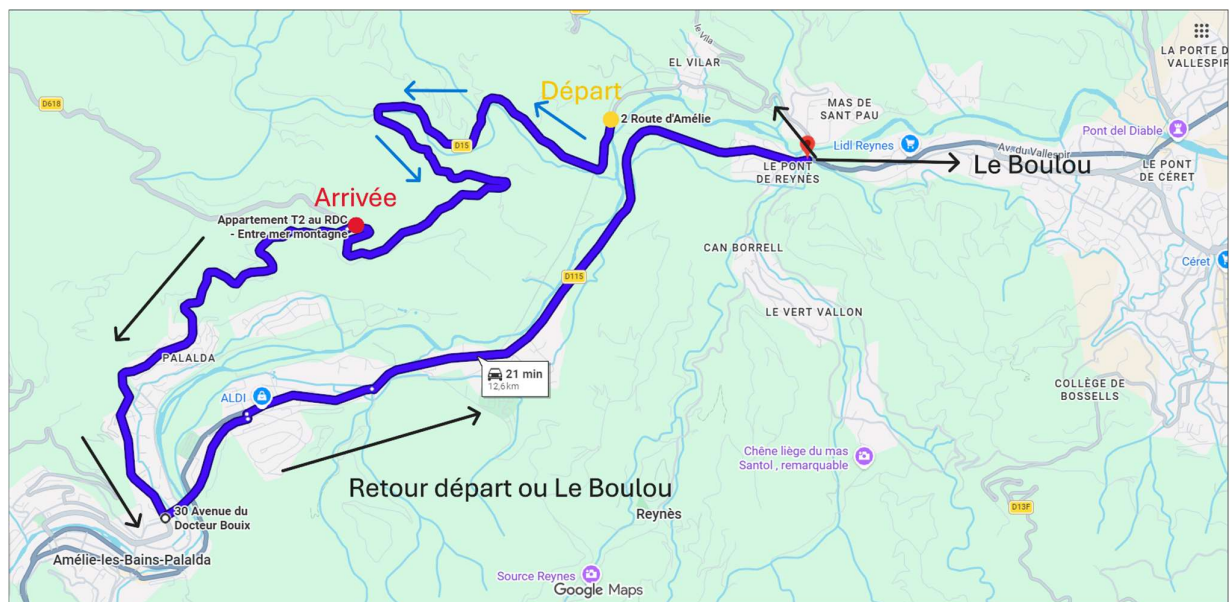 LA PORTE D
VALLESPIR
le Vila
EL VILAR
D618
Départ
MAS DE
SANT PAU
2 Route d'Amélie
Pont del Diable
D15
Lidl Reynes
Av. du Vallespir
LE PONT
DE REYNÈS
Le Boulou
LE PONT
DE CÉRET
Arrivée
Appartement T2 au RDC
- Entre mer montagne
CAN BORRELL
Céret
D115
LE VERT VALLON
PALALDA
21 min
12,6 km
ALDI
COLLÈGE DE
BOSSELLS
Chêne liège du mas
Santol , remarquable
Retour départ ou Le Boulou
Reynès
30 Avenue du
Docteur Bouix
D13F
Amélie-les-Bains-Palalda
Source Reynes
Google Maps